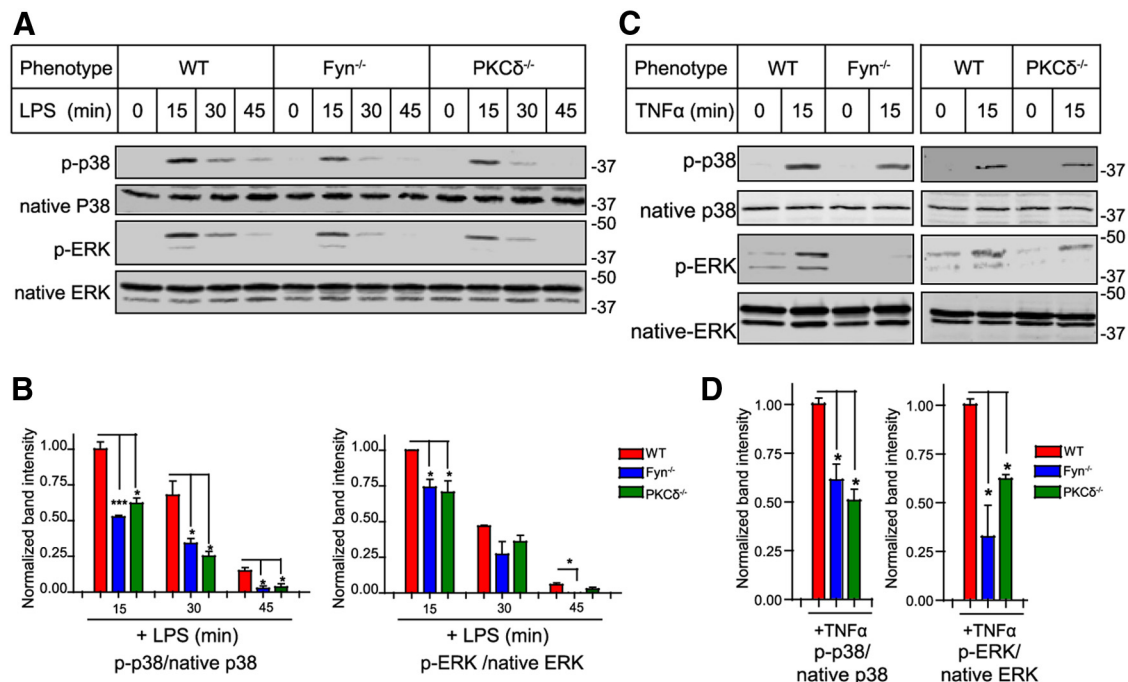 A
Phenotype WT Fyn-/- PKCδ-/-
LPS (min) 0 15 30 45 0 15 30 45 0 15 30 45
p-p38 -37
native P38 -37
-50
p-ERK -37
-50
native ERK -37
C
Phenotype WT Fyn-/- WT PKCδ-/-
TNFα (min) 0 15 0 15 0 15 0 15
p-p38 -37
native p38 -37
-50
p-ERK -37
-50
native-ERK -37
B
Normalized band intensity
1.00
0.75
0.50
0.25
0.00
*** *
* *
* *
15 30 45
+ LPS (min)
p-p38/native p38
Normalized band intensity
1.00
0.75
0.50
0.25
0.00
* *
*
15 30 45
+ LPS (min)
p-ERK /native ERK
WT
Fyn-/-
PKCδ-/-
D
Normalized band intensity
1.00
0.75
0.50
0.25
0.00
* *
+TNFα
p-p38/
native p38
Normalized band intensity
1.00
0.75
0.50
0.25
0.00
* *
+TNFα
p-ERK/
native ERK
WT
Fyn-/-
PKCδ-/-